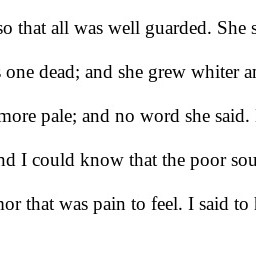 so that all was well guarded. She s
one dead; and she grew whiter a
more pale; and no word she said.
nd I could know that the poor sou
nor that was pain to feel. I said to